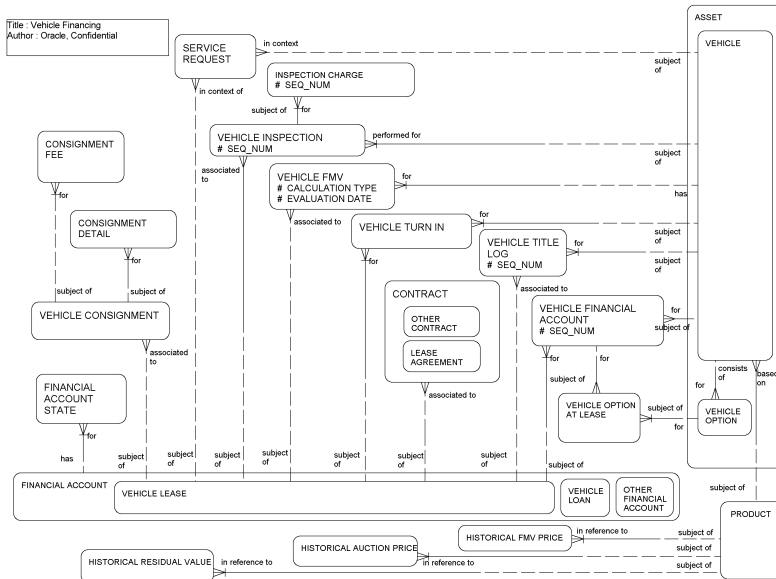 Title : Vehicle Financing
Author : Oracle, Confidential
ASSET
VEHICLE
SERVICE
REQUEST
in context
subject
of
in context of
INSPECTION CHARGE
# SEQ_NUM
subject of
for
VEHICLE INSPECTION
# SEQ_NUM
performed for
subject
of
associated
to
CONSIGNMENT
FEE
for
VEHICLE FMV
# CALCULATION TYPE
# EVALUATION DATE
for
has
associated to
CONSIGNMENT
DETAIL
for
VEHICLE TURN IN
for
subject
of
for
VEHICLE TITLE
LOG
# SEQ_NUM
for
subject
of
associated to
subject of
subject of
VEHICLE CONSIGNMENT
associated
to
CONTRACT
OTHER
CONTRACT
LEASE
AGREEMENT
associated to
VEHICLE FINANCIAL
ACCOUNT
# SEQ_NUM
for
subject
of
for
for
subject
of
consists
of
for
based
on
FINANCIAL
ACCOUNT
STATE
for
has
VEHICLE OPTION
AT LEASE
subject
of
for
VEHICLE
OPTION
subject
of
subject
of
subject
of
subject
of
subject
of
subject
of
subject
of
subject of
FINANCIAL ACCOUNT
VEHICLE LEASE
VEHICLE
LOAN
OTHER
FINANCIAL
ACCOUNT
subject of
PRODUCT
HISTORICAL FMV PRICE
in reference to
subject of
HISTORICAL AUCTION PRICE
in reference to
subject of
HISTORICAL RESIDUAL VALUE
in reference to
subject of